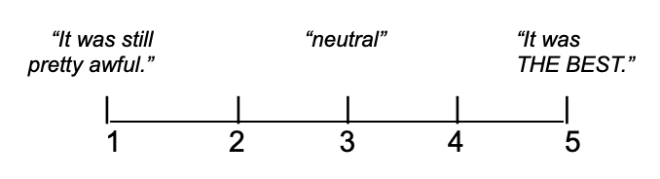 “It was still
pretty awful.”
“neutral”
“It was
THE BEST.”
1 2 3 4 5